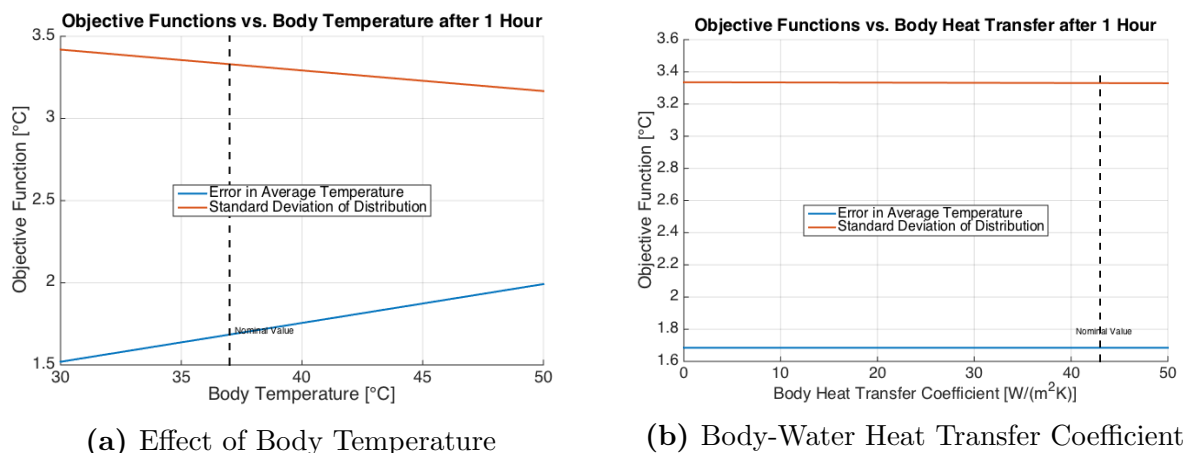 Objective Functions vs. Body Temperature after 1 Hour
3.5
3
2.5
2
1.5
Objective Function [°C]
Error in Average Temperature
Standard Deviation of Distribution
Nominal Value
30
35
40
45
50
Body Temperature [°C]
(a) Effect of Body Temperature
Objective Functions vs. Body Heat Transfer after 1 Hour
3.6
3.4
3.2
3
2.8
2.6
2.4
2.2
2
1.8
1.6
Objective Function [°C]
Error in Average Temperature
Standard Deviation of Distribution
Nominal Value
0
10
20
30
40
50
Body Heat Transfer Coefficient [W/(m²K)]
(b) Body-Water Heat Transfer Coefficient